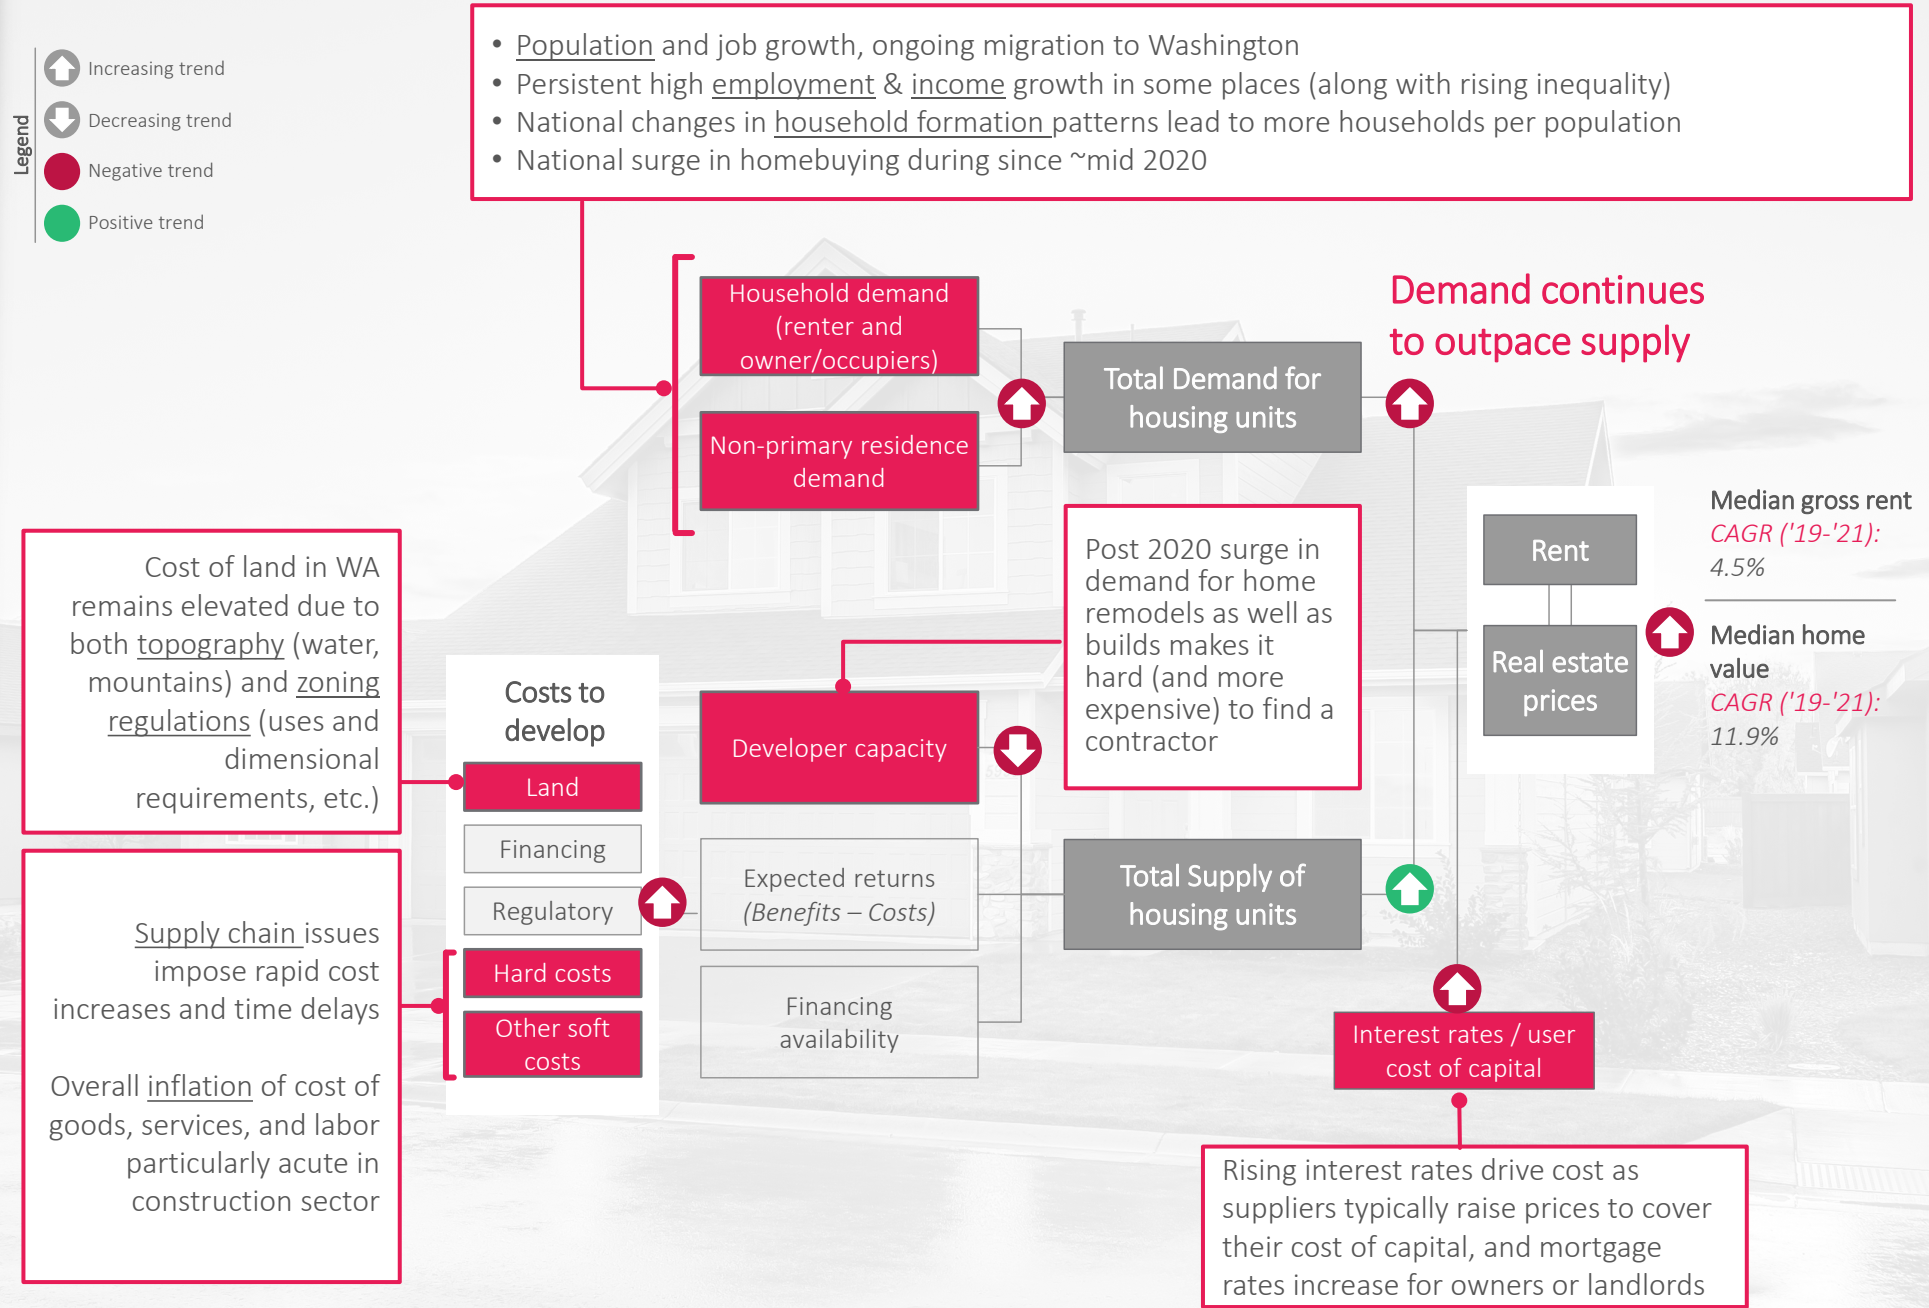 Legend
Increasing trend
Decreasing trend
Negative trend
Positive trend
• Population and job growth, ongoing migration to Washington
• Persistent high employment & income growth in some places (along with rising inequality)
• National changes in household formation patterns lead to more households per population
• National surge in homebuying during since ~mid 2020
Household demand
(renter and
owner/occupiers)
Non-primary residence
demand
Total Demand for
housing units
Demand continues
to outpace supply
Cost of land in WA
remains elevated due to
both topography (water,
mountains) and zoning
regulations (uses and
dimensional
requirements, etc.)
Supply chain issues
impose rapid cost
increases and time delays
Overall inflation of cost of
goods, services, and labor
particularly acute in
construction sector
Costs to
develop
Land
Financing
Regulatory
Hard costs
Other soft
costs
Developer capacity
Expected returns
(Benefits – Costs)
Financing
availability
Post 2020 surge in
demand for home
remodels as well as
builds makes it
hard (and more
expensive) to find a
contractor
Total Supply of
housing units
Rent
Real estate
prices
Median gross rent
CAGR ('19-'21):
4.5%
Median home
value
CAGR ('19-'21):
11.9%
Interest rates / user
cost of capital
Rising interest rates drive cost as
suppliers typically raise prices to cover
their cost of capital, and mortgage
rates increase for owners or landlords